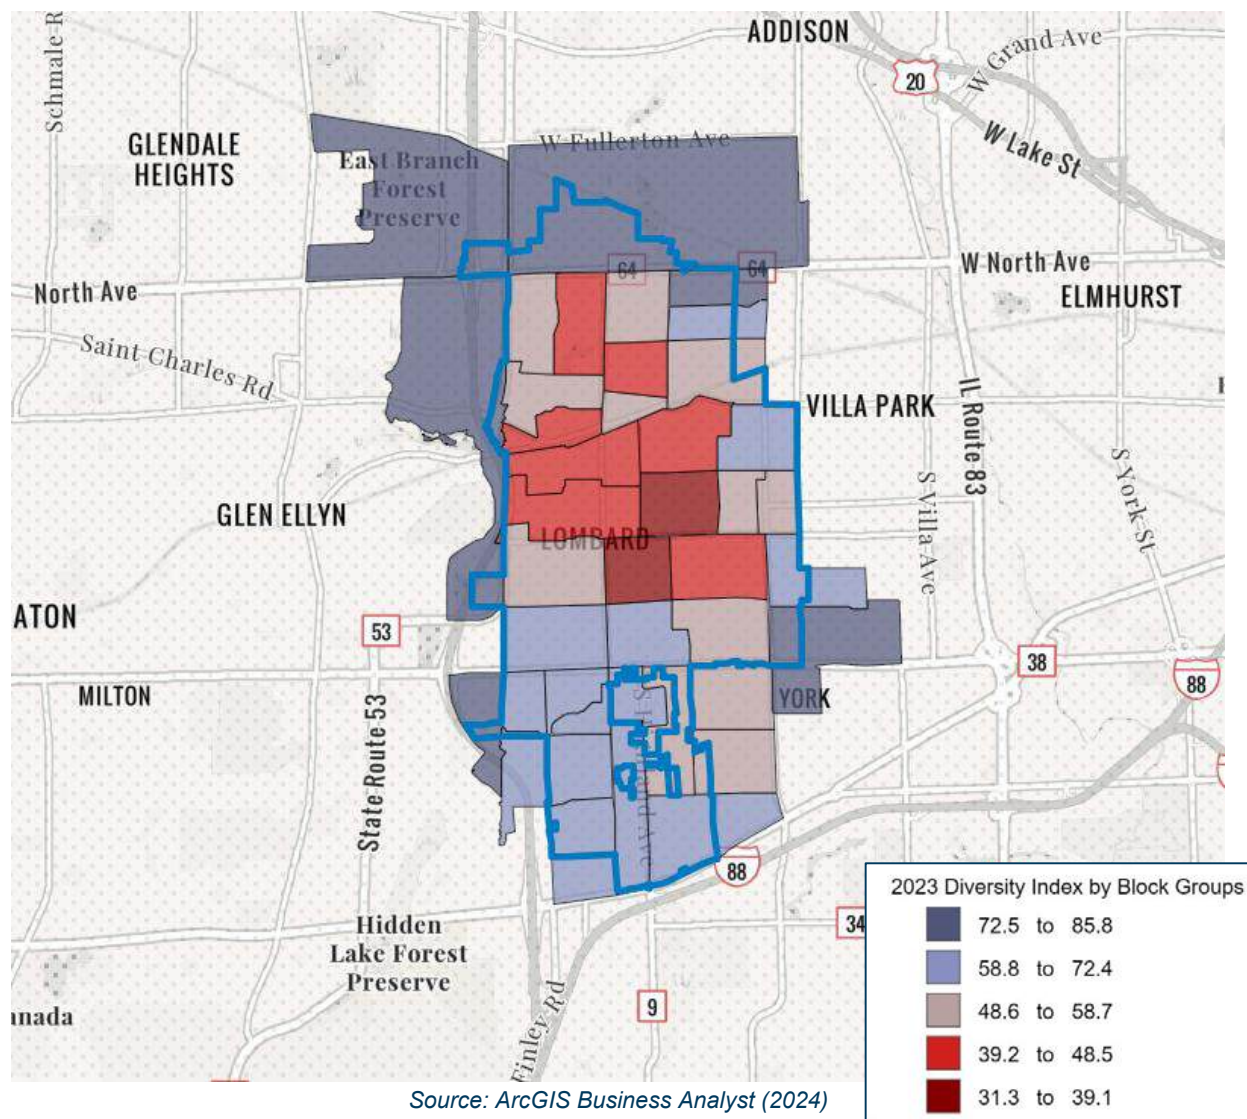 Schmale R
ADDISON
W Grand Ave
20
GLENDALE
HEIGHTS
W Fullerton Ave
W Lake St
East Branch
Forest
Preserve
64
64
W North Ave
North Ave
ELMHURST
Saint Charles Rd
VILLA PARK
IL Route 83
S York St
S Villa Ave
GLEN ELLYN
LOMBARD
ATON
53
38
88
MILTON
YORK
State Route 53
88
34
Hidden
Lake Forest
Preserve
9
anada
Finley Rd
2023 Diversity Index by Block Groups
72.5 to 85.8
58.8 to 72.4
48.6 to 58.7
39.2 to 48.5
31.3 to 39.1
Source: ArcGIS Business Analyst (2024)